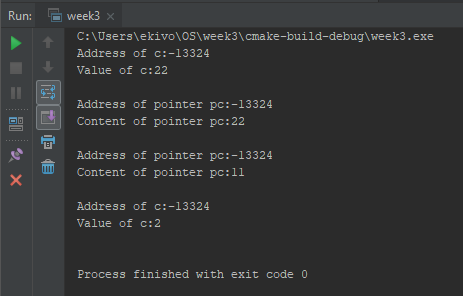 Run: week3
C:\Users\ekivo\OS\week3\cmake-build-debug\week3.exe
Address of c:-13324
Value of c:22
Address of pointer pc:-13324
Content of pointer pc:22
Address of pointer pc:-13324
Content of pointer pc:11
Address of c:-13324
Value of c:2
Process finished with exit code 0